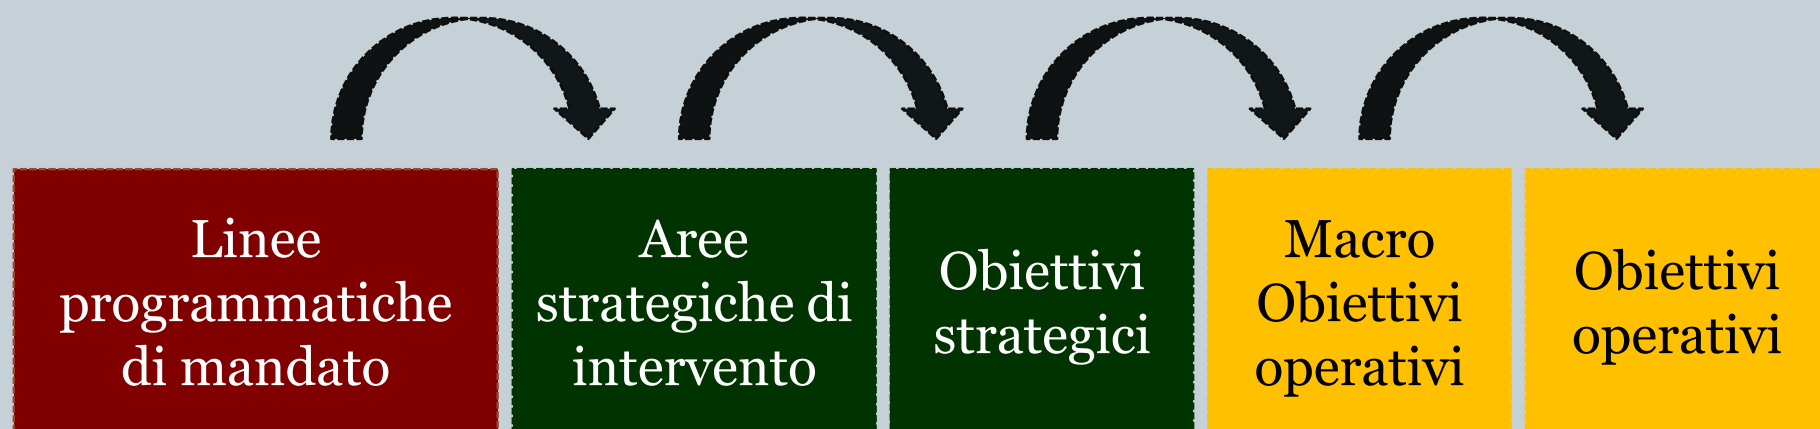 Linee
programmatiche
di mandato
Aree
strategiche di
intervento
Obiettivi
strategici
Macro
Obiettivi
operativi
Obiettivi
operativi